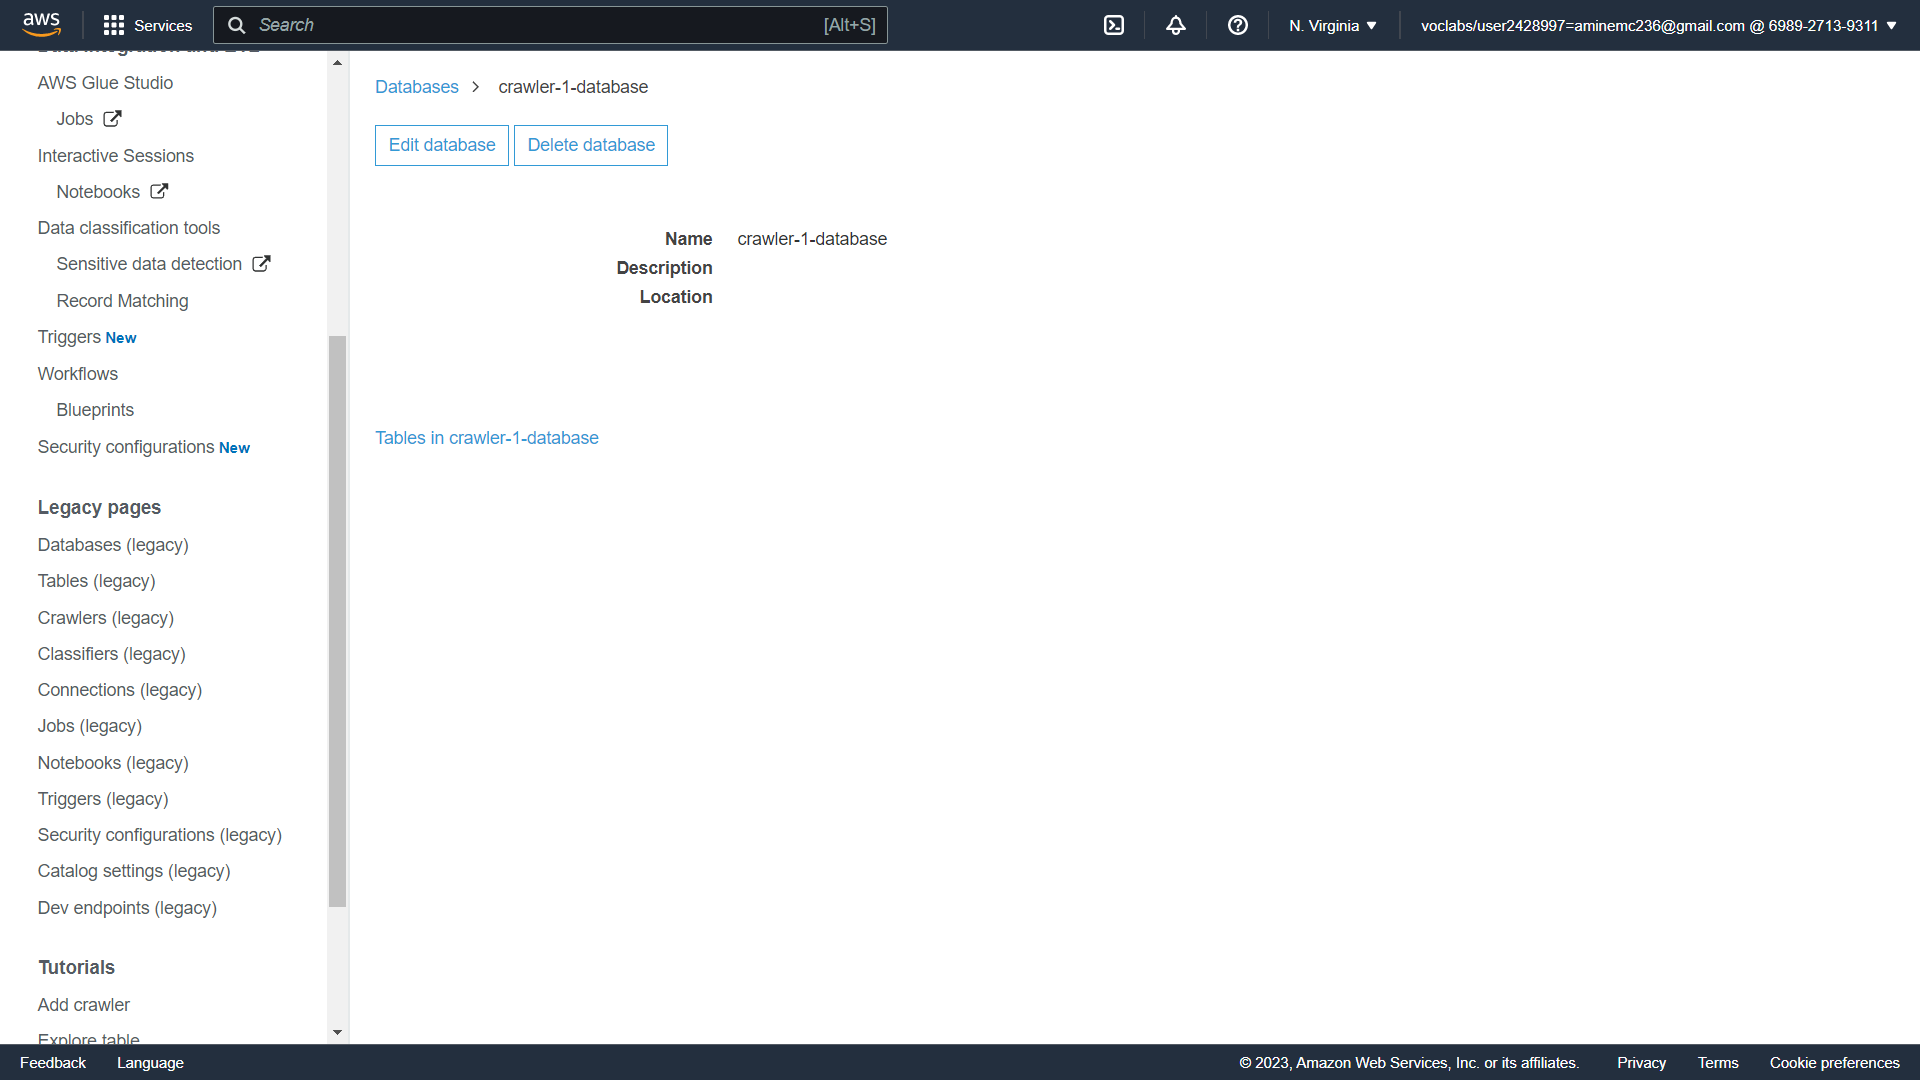 aws
Services
Search
[Alt+S]
N. Virginia
voclabs/user2428997=aminemc236@gmail.com @ 6989-2713-9311
AWS Glue Studio
Jobs
Interactive Sessions
Notebooks
Data classification tools
Sensitive data detection
Record Matching
Triggers New
Workflows
Blueprints
Security configurations New
Legacy pages
Databases (legacy)
Tables (legacy)
Crawlers (legacy)
Classifiers (legacy)
Connections (legacy)
Jobs (legacy)
Notebooks (legacy)
Triggers (legacy)
Security configurations (legacy)
Catalog settings (legacy)
Dev endpoints (legacy)
Tutorials
Add crawler
Explore table
Databases > crawler-1-database
Edit database
Delete database
Name crawler-1-database
Description
Location
Tables in crawler-1-database
Feedback
Language
© 2023, Amazon Web Services, Inc. or its affiliates.
Privacy
Terms
Cookie preferences